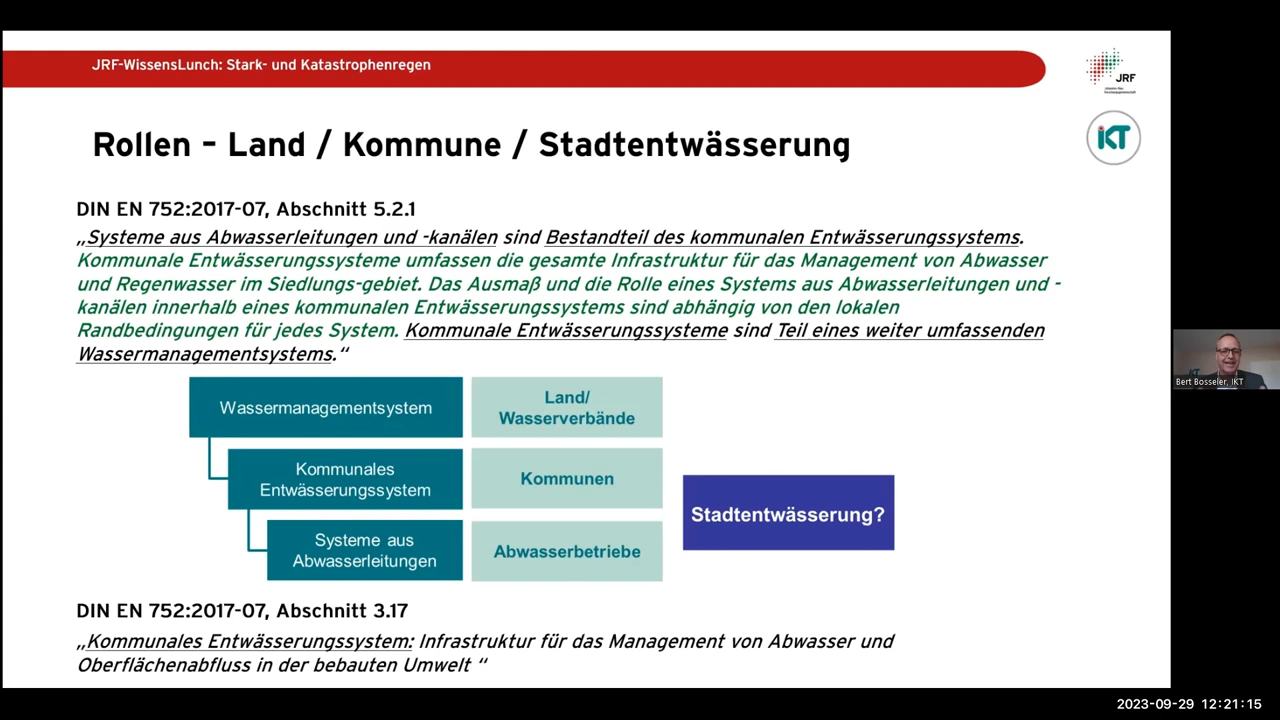 JRF-WissensLunch: Stark- und Katastrophenregen
JRF
iKT
Rollen – Land / Kommune / Stadtentwässerung
DIN EN 752:2017-07, Abschnitt 5.2.1
„Systeme aus Abwasserleitungen und -kanälen sind Bestandteil des kommunalen Entwässerungssystems.
Kommunale Entwässerungssysteme umfassen die gesamte Infrastruktur für das Management von Abwasser
und Regenwasser im Siedlungs-gebiet. Das Ausmaß und die Rolle eines Systems aus Abwasserleitungen und -
kanälen innerhalb eines kommunalen Entwässerungssystems sind abhängig von den lokalen
Randbedingungen für jedes System. Kommunale Entwässerungssysteme sind Teil eines weiter umfassenden
Wassermanagementsystems.“
Wassermanagementsystem
Land/
Wasserverbände
Kommunales
Entwässerungssystem
Kommunen
Systeme aus
Abwasserleitungen
Abwasserbetriebe
Stadtentwässerung?
DIN EN 752:2017-07, Abschnitt 3.17
„Kommunales Entwässerungssystem: Infrastruktur für das Management von Abwasser und
Oberflächenabfluss in der bebauten Umwelt “
Bert Bosseler, IKT
2023-09-29 12:21:15